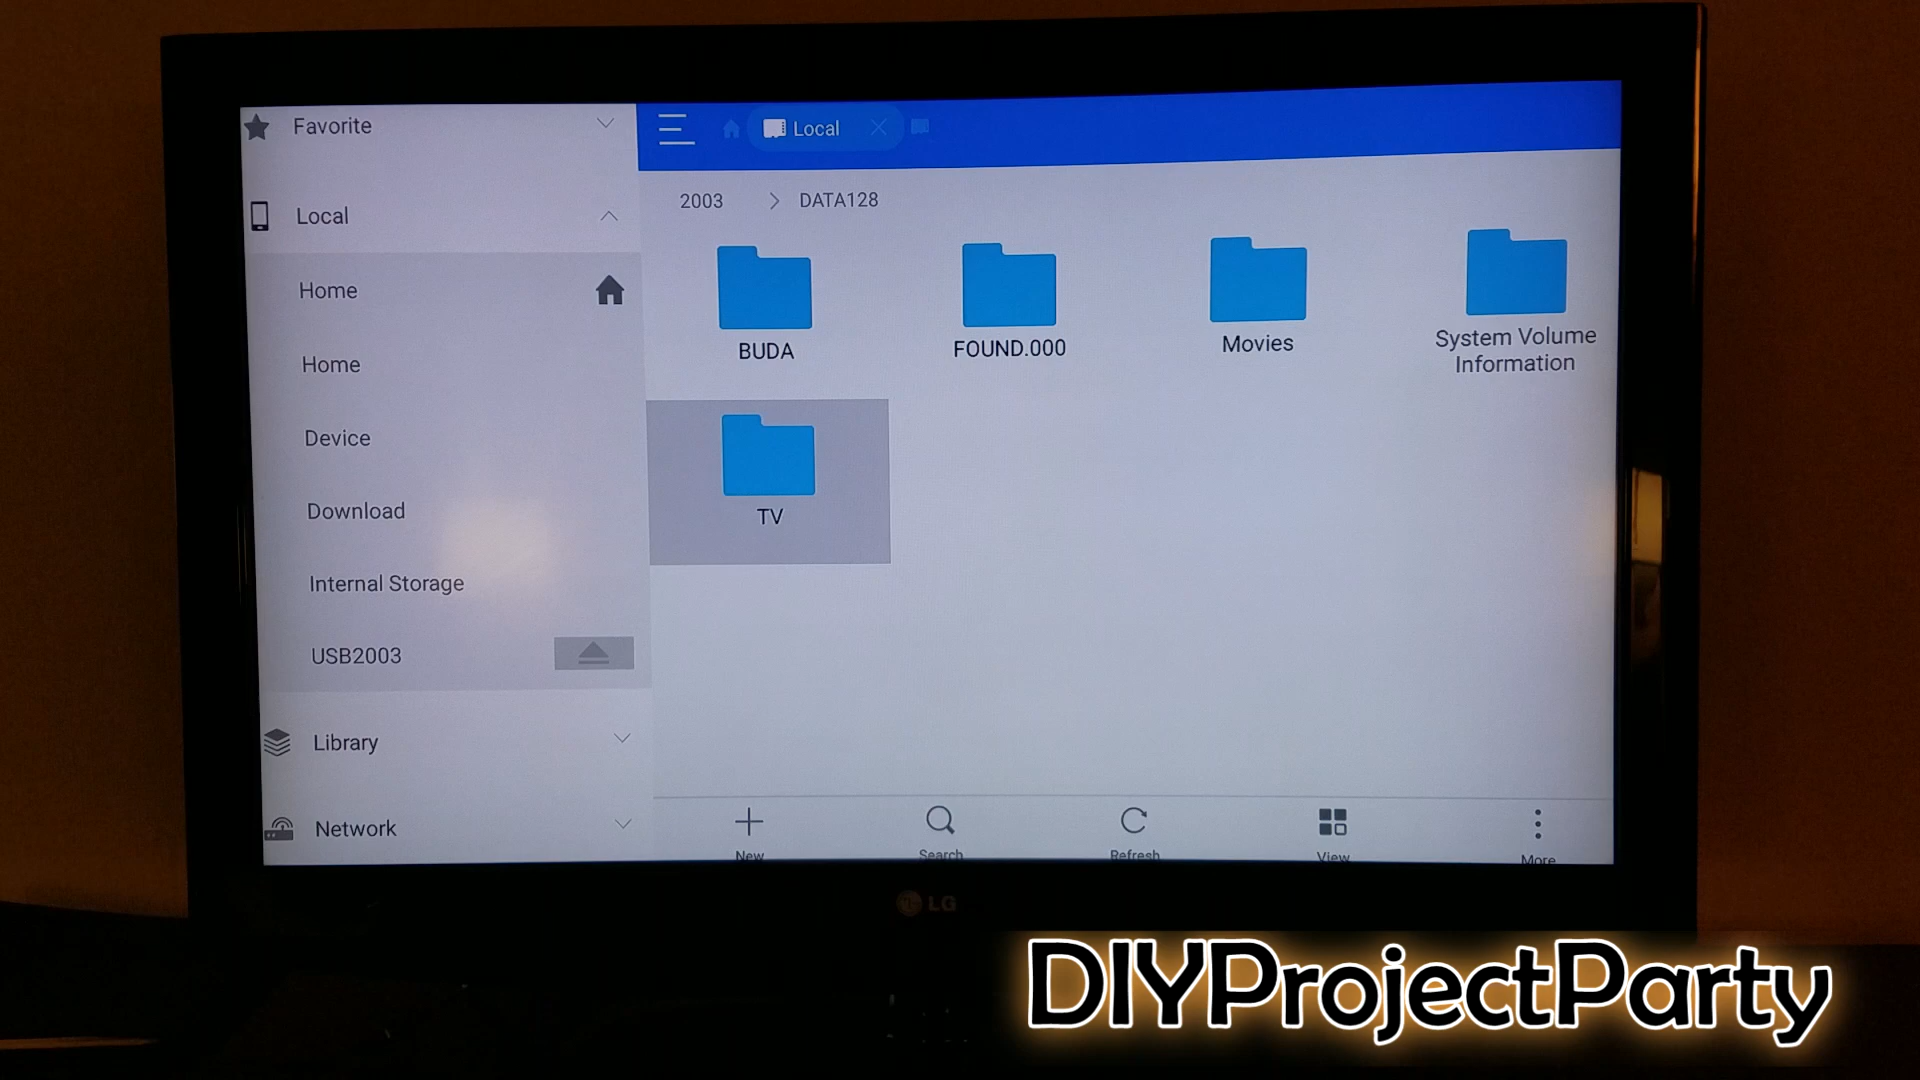 Favorite
Local
Home
Home
Device
Download
Internal Storage
USB2003
Library
Network
Local
2003 > DATA128
BUDA
FOUND.000
Movies
System Volume
Information
TV
New
Search
Refresh
View
More
LG
DIYProjectParty